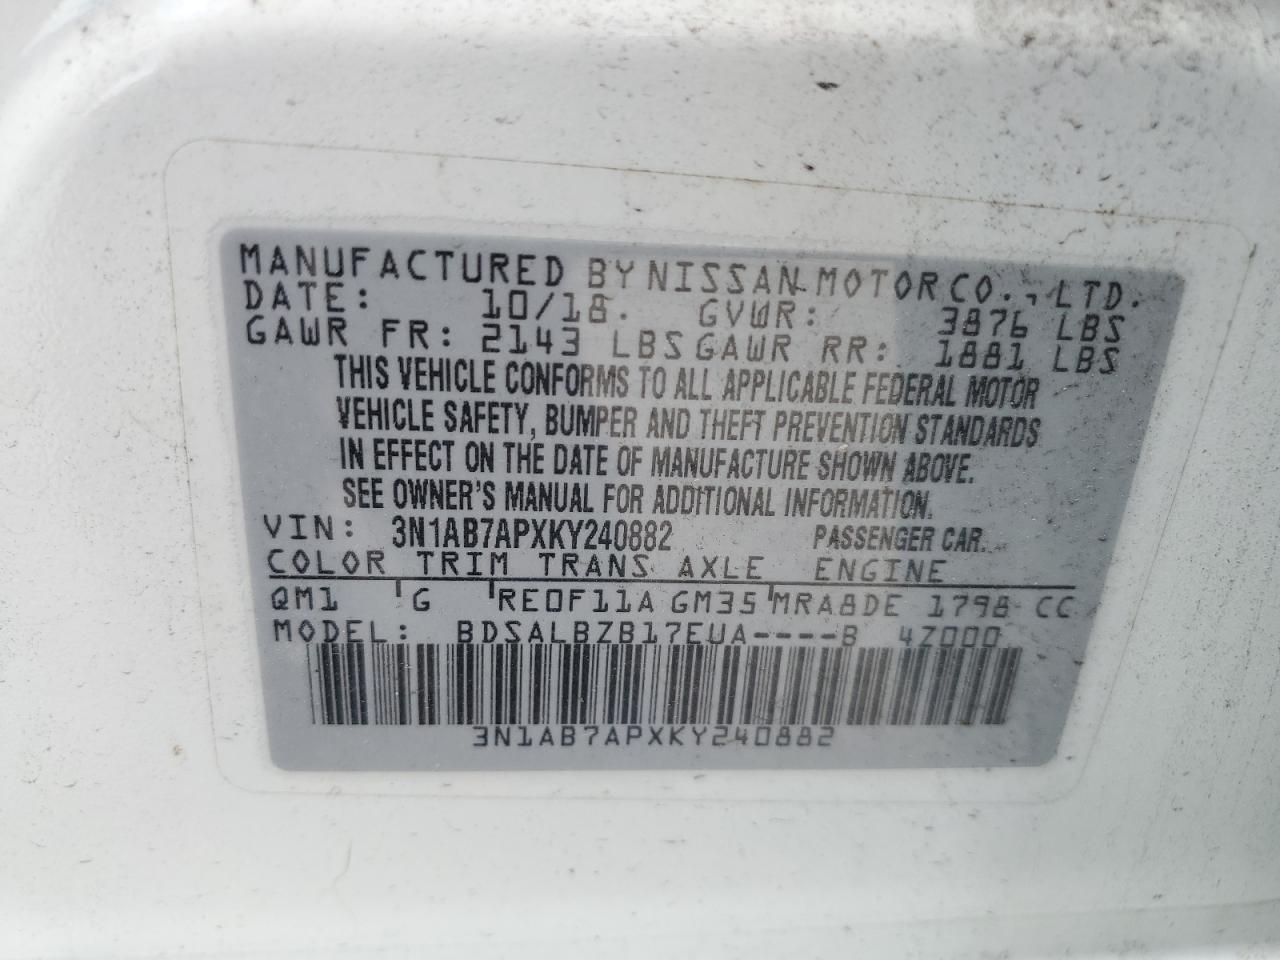 MANUFACTURED BY NISSAN MOTOR CO., LTD.
DATE: 10/18. GVWR: 3876 LBS
GAWR FR: 2143 LBS GAWR RR: 1881 LBS
THIS VEHICLE CONFORMS TO ALL APPLICABLE FEDERAL MOTOR
VEHICLE SAFETY, BUMPER AND THEFT PREVENTION STANDARDS
IN EFFECT ON THE DATE OF MANUFACTURE SHOWN ABOVE.
SEE OWNER'S MANUAL FOR ADDITIONAL INFORMATION.
VIN: 3N1AB7APXKY240882 PASSENGER CAR.
COLOR TRIM TRANS AXLE ENGINE
QM1 G RE0F11A GM35 MRA8DE 1798 CC
MODEL: BDSALBZB17EUA----B 4Z000
3N1AB7APXKY240882